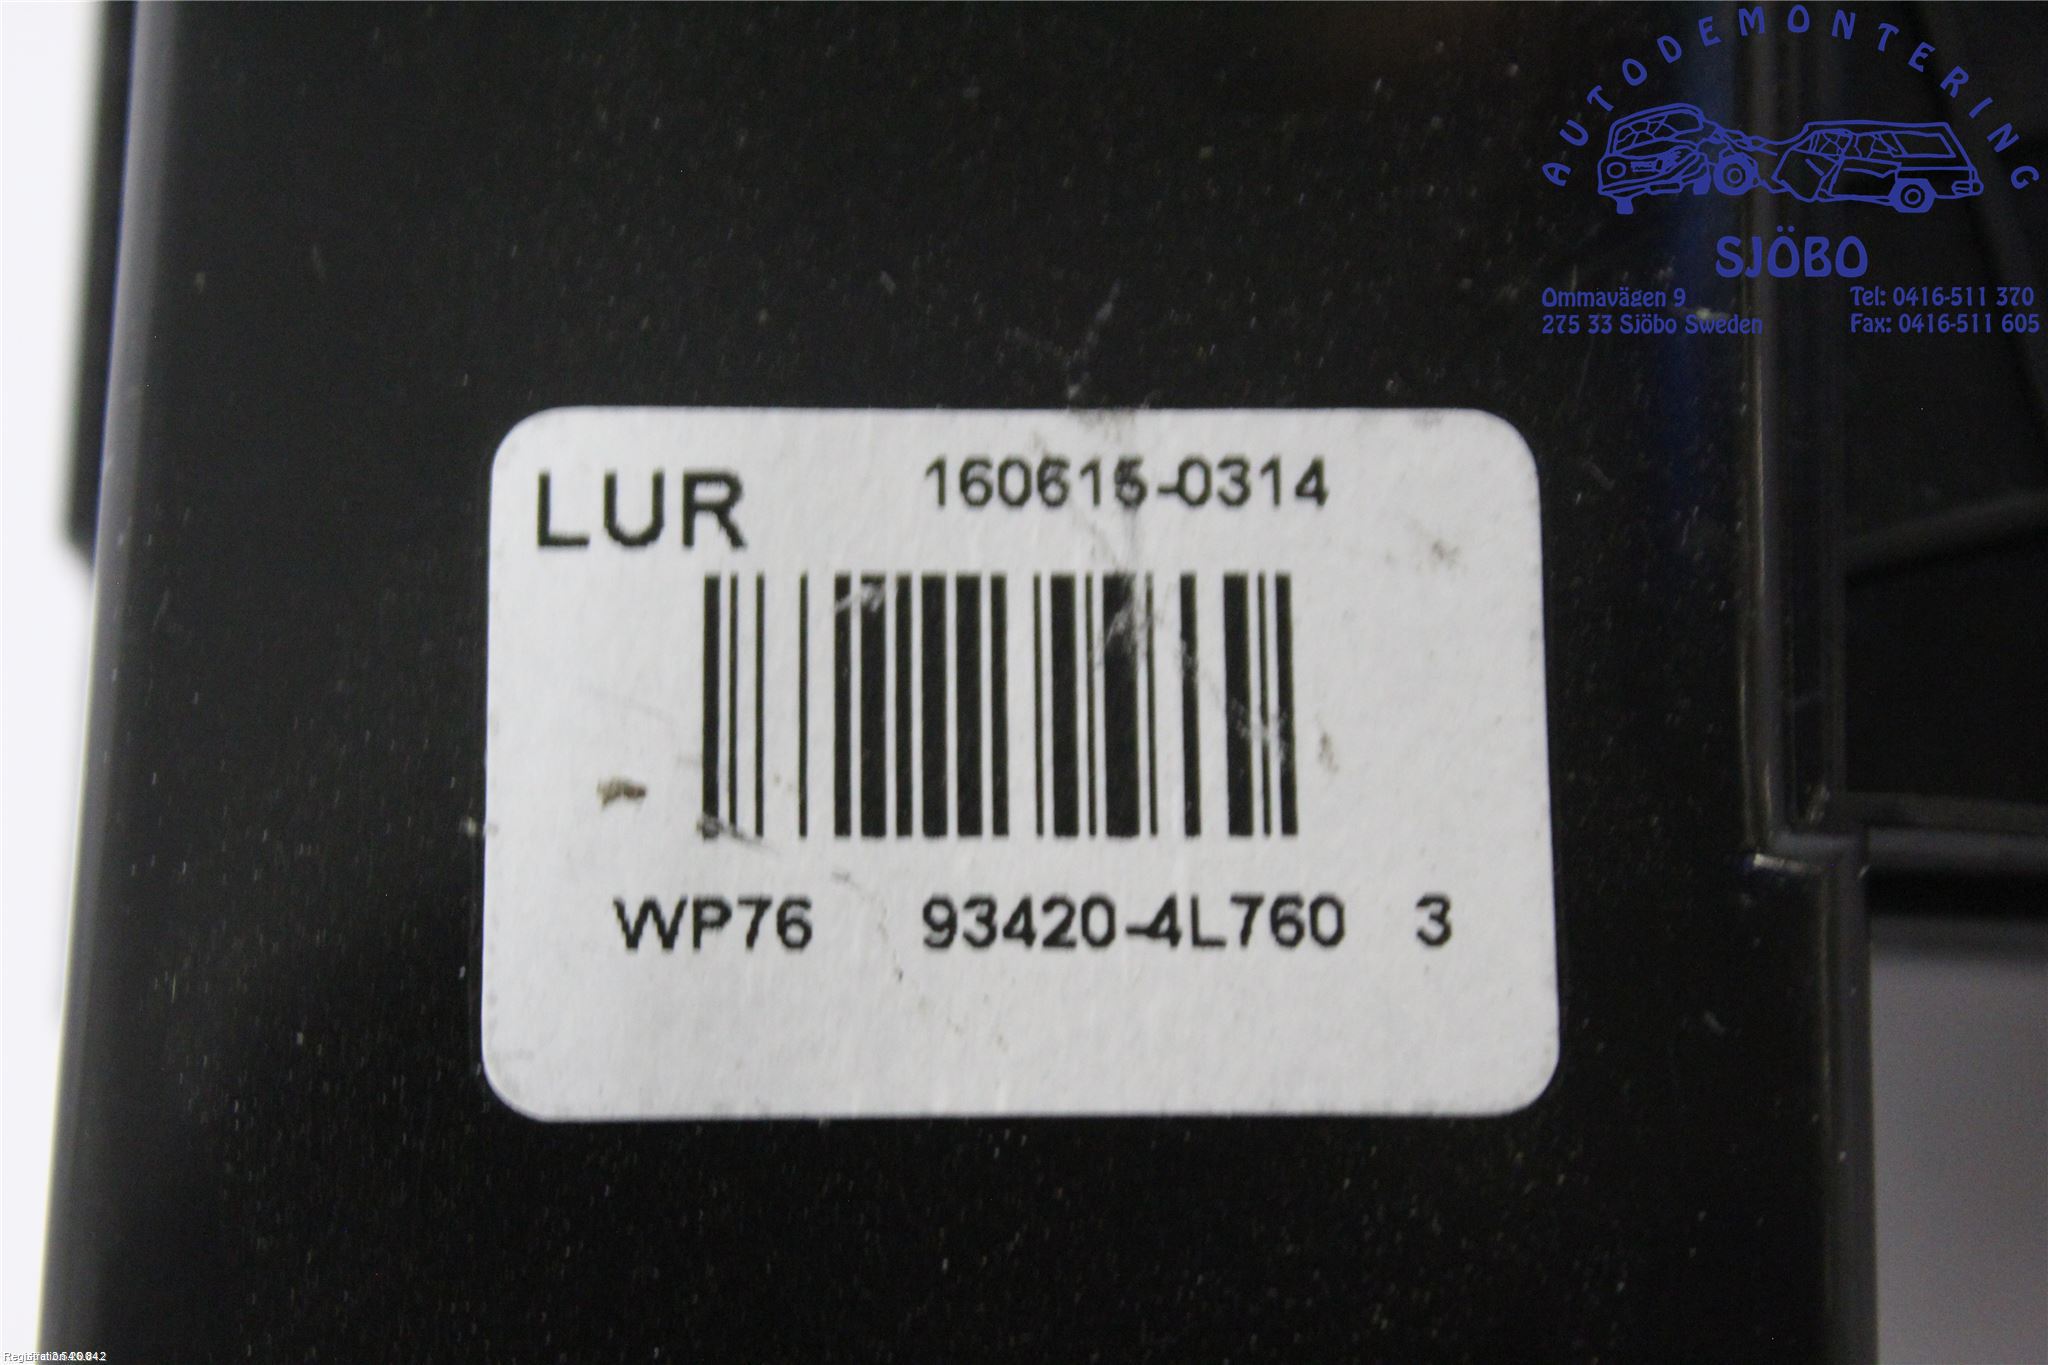 AUTODEMONTERING
SJÖBO
Ommavägen 9
Tel: 0416-511 370
275 33 Sjöbo Sweden
Fax: 0416-511 605
LUR
160615-0314
WP76 93420-4L760 3